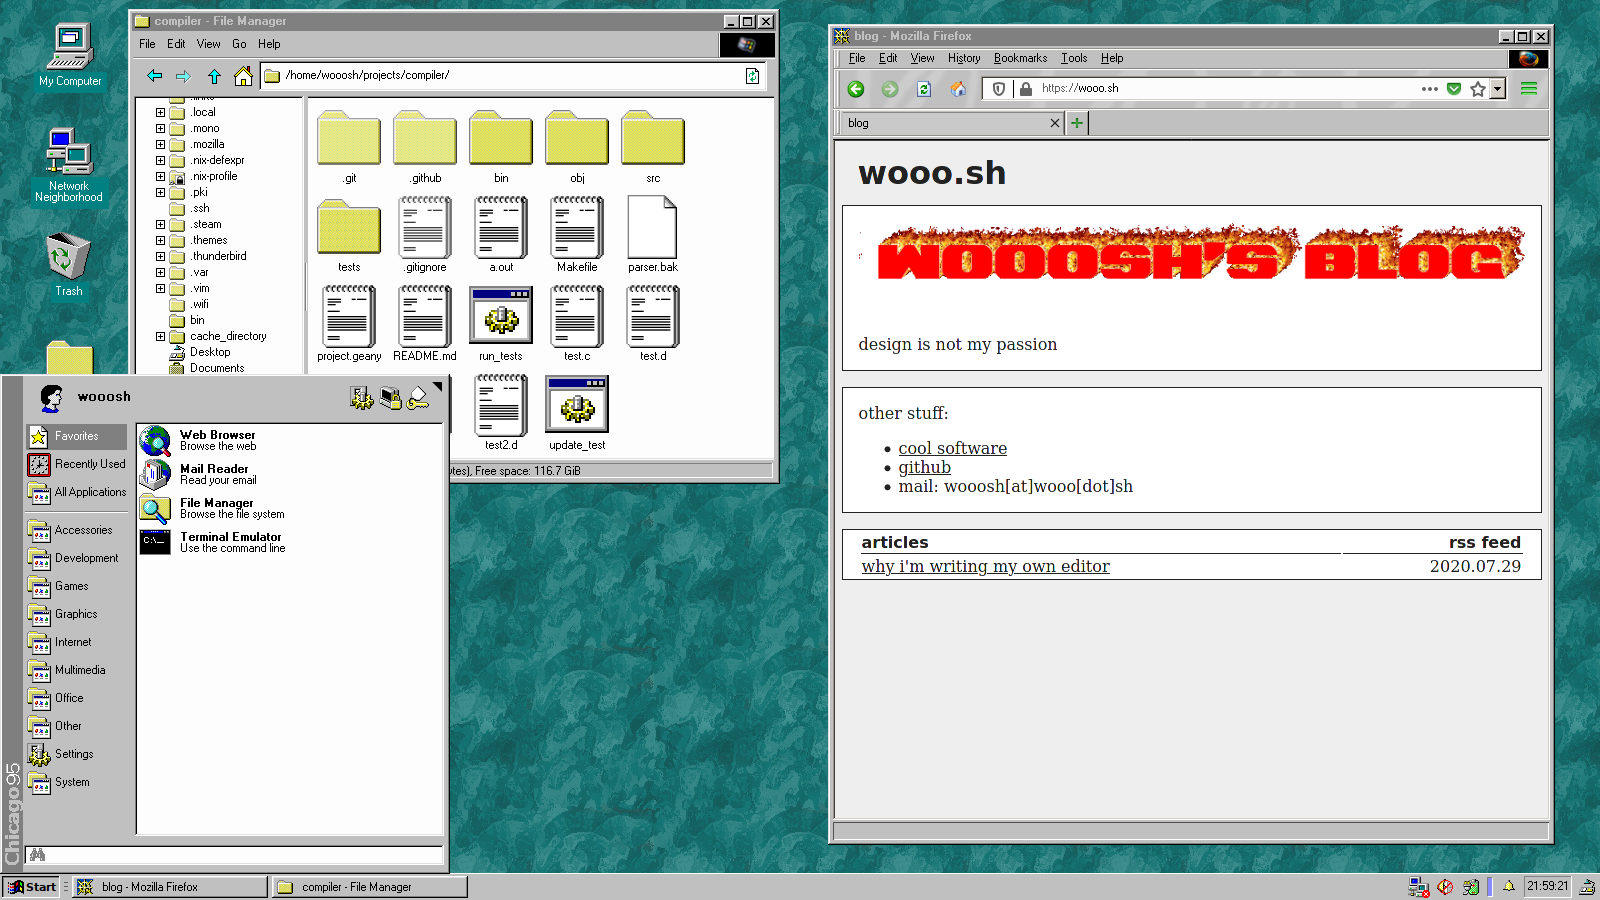 My Computer
Network
Neighborhood
Trash
compiler - File Manager
File Edit View Go Help
/home/wooosh/projects/compiler/
.links
.local
.mono
.mozilla
.nix-defexpr
.nix-profile
.pki
.ssh
.steam
.themes
.thunderbird
.var
.vim
.wifi
bin
cache_directory
Desktop
Documents
.git .github bin obj src
tests .gitignore a.out Makefile parser.bak
project.geany README.md run_tests test.c test.d
test2.d update_test
Free space: 116.7 GiB
wooosh
Favorites
Recently Used
All Applications
Accessories
Development
Games
Graphics
Internet
Multimedia
Office
Other
Settings
System
Web Browser
Browse the web
Mail Reader
Read your email
File Manager
Browse the file system
Terminal Emulator
Use the command line
C:\_
Chicago95
blog - Mozilla Firefox
File Edit View History Bookmarks Tools Help
https://wooo.sh
blog
wooo.sh
WOOOSH'S BLOG
design is not my passion
other stuff:
cool software
github
mail: wooosh[at]wooo[dot]sh
articles rss feed
why i'm writing my own editor 2020.07.29
Start blog - Mozilla Firefox compiler - File Manager 21:59:21